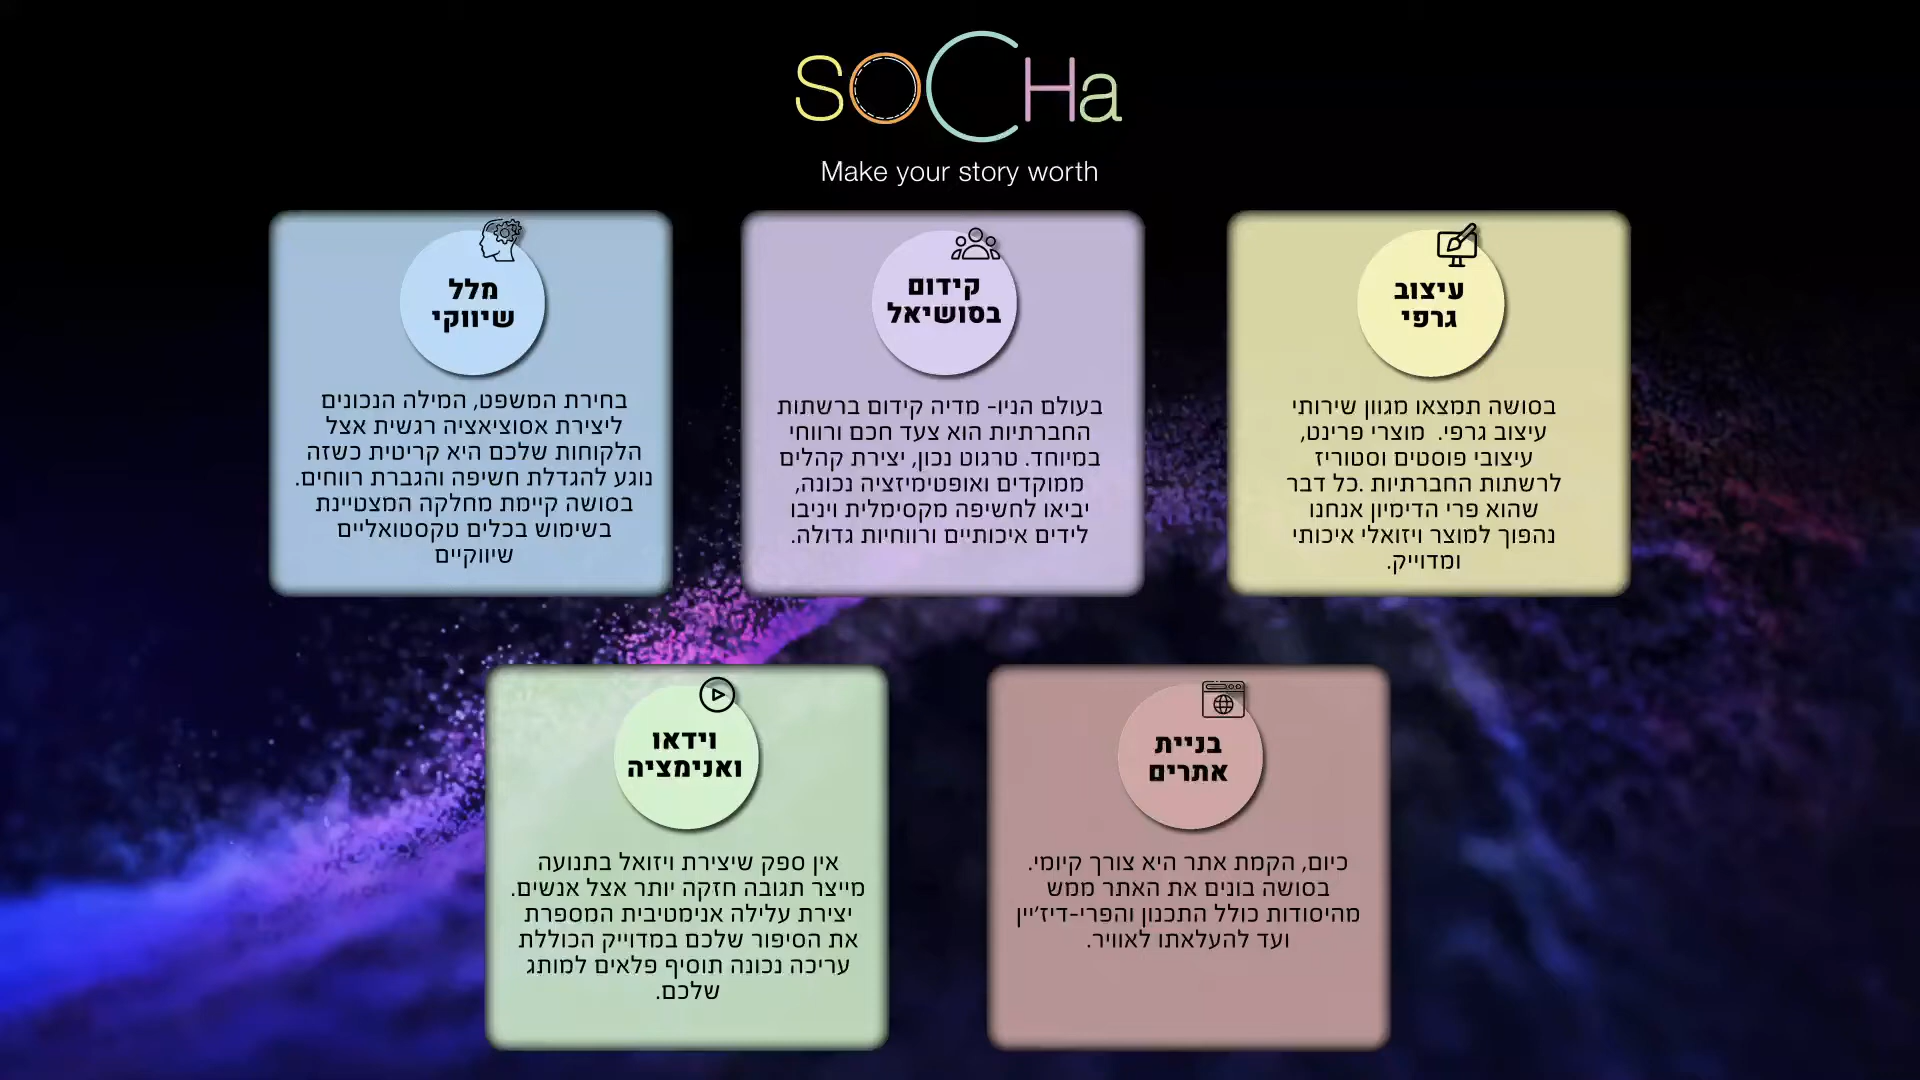 SOCHa
Make your story worth
עיצוב
גרפי
בסושה תמצאו מגוון שירותי
עיצוב גרפי. מוצרי פרינט,
עיצובי פוסטים וסטוריז
לרשתות החברתיות .כל דבר
שהוא פרי הדימיון אנחנו
נהפוך למוצר ויזואלי איכותי
ומדוייק.
קידום
בסושיאל
בעולם הניו- מדיה קידום ברשתות
החברתיות הוא צעד חכם ורווחי
במיוחד. טרגוט נכון, יצירת קהלים
ממוקדים ואופטימיזציה נכונה,
יביאו לחשיפה מקסימלית ויניבו
לידים איכותיים ורווחיות גדולה.
מלל
שיווקי
בחירת המשפט, המילה הנכונים
ליצירת אסוציאציה רגשית אצל
הלקוחות שלכם היא קריטית כשזה
נוגע להגדלת חשיפה והגברת רווחים.
בסושה קיימת מחלקה המצטיינת
בשימוש בכלים טקסטואליים
שיווקיים
בניית
אתרים
כיום, הקמת אתר היא צורך קיומי.
בסושה בונים את האתר ממש
מהיסודות כולל התכנון והפרי-דיז'יין
ועד להעלאתו לאוויר.
וידאו
ואנימציה
אין ספק שיצירת ויזואל בתנועה
מייצר תגובה חזקה יותר אצל אנשים.
יצירת עלילה אנימטיבית המספרת
את הסיפור שלכם במדוייק הכוללת
עריכה נכונה תוסיף פלאים למותג
שלכם.